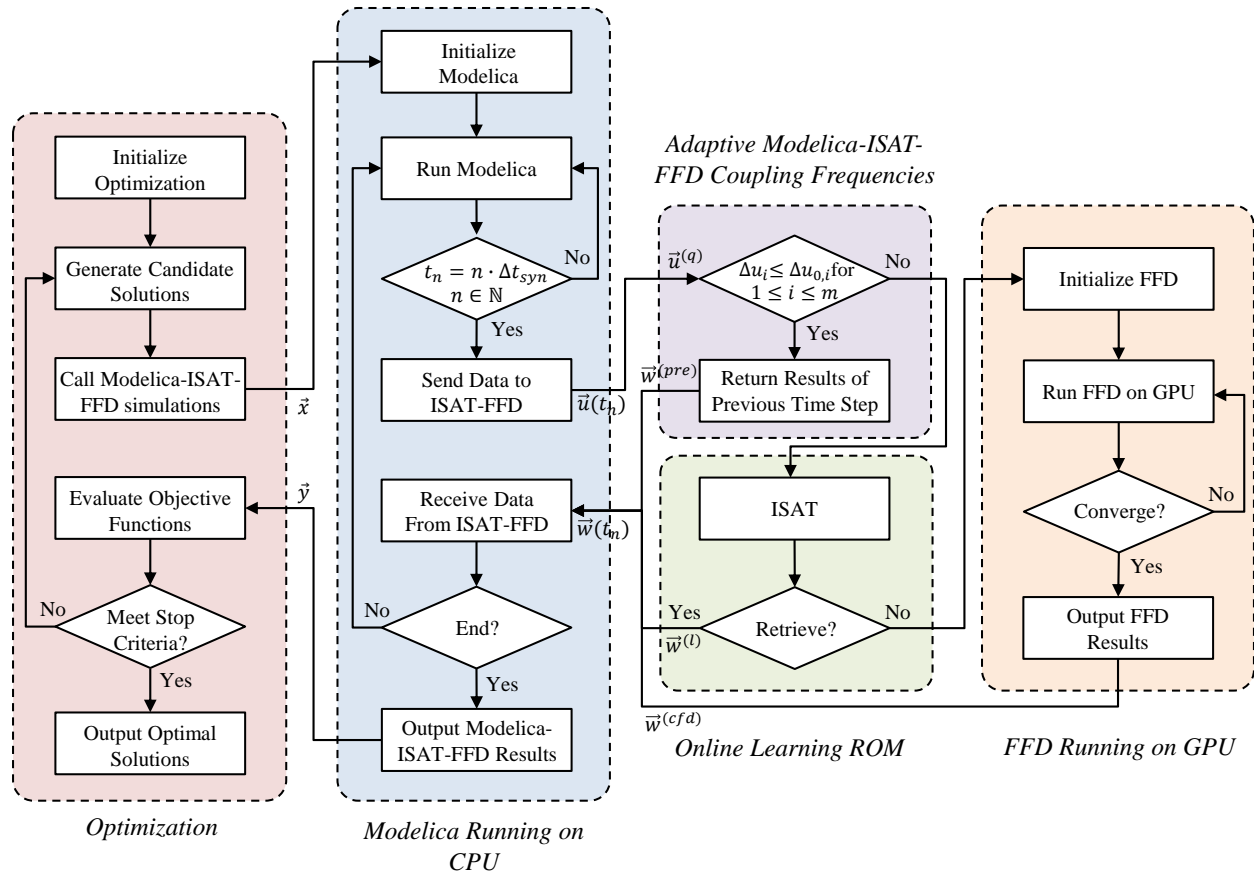 Initialize
Optimization
Generate Candidate
Solutions
Call Modelica-ISAT-
FFD simulations
x⃗
Evaluate Objective
Functions
y⃗
Meet Stop
Criteria?
No
Yes
Output Optimal
Solutions
Optimization
Initialize
Modelica
Run Modelica
tₙ = n · Δt_syn
n ∈ ℕ
No
Yes
Send Data to
ISAT-FFD
u⃗(tₙ)
Receive Data
From ISAT-FFD
w⃗(tₙ)
End?
No
Yes
Output Modelica-
ISAT-FFD Results
Modelica Running on
CPU
Adaptive Modelica-ISAT-
FFD Coupling Frequencies
u⃗^(q)
Δuᵢ ≤ Δu₀,ᵢ for
1 ≤ i ≤ m
No
Yes
w⃗^(pre)
Return Results of
Previous Time Step
ISAT
Retrieve?
Yes
w⃗^(l)
No
w⃗^(cfd)
Online Learning ROM
Initialize FFD
Run FFD on GPU
Converge?
No
Yes
Output FFD
Results
FFD Running on GPU